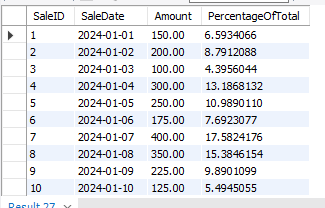 SaleID SaleDate Amount PercentageOfTotal
1 2024-01-01 150.00 6.5934066
2 2024-01-02 200.00 8.7912088
3 2024-01-03 100.00 4.3956044
4 2024-01-04 300.00 13.1868132
5 2024-01-05 250.00 10.9890110
6 2024-01-06 175.00 7.6923077
7 2024-01-07 400.00 17.5824176
8 2024-01-08 350.00 15.3846154
9 2024-01-09 225.00 9.8901099
10 2024-01-10 125.00 5.4945055
Result 27